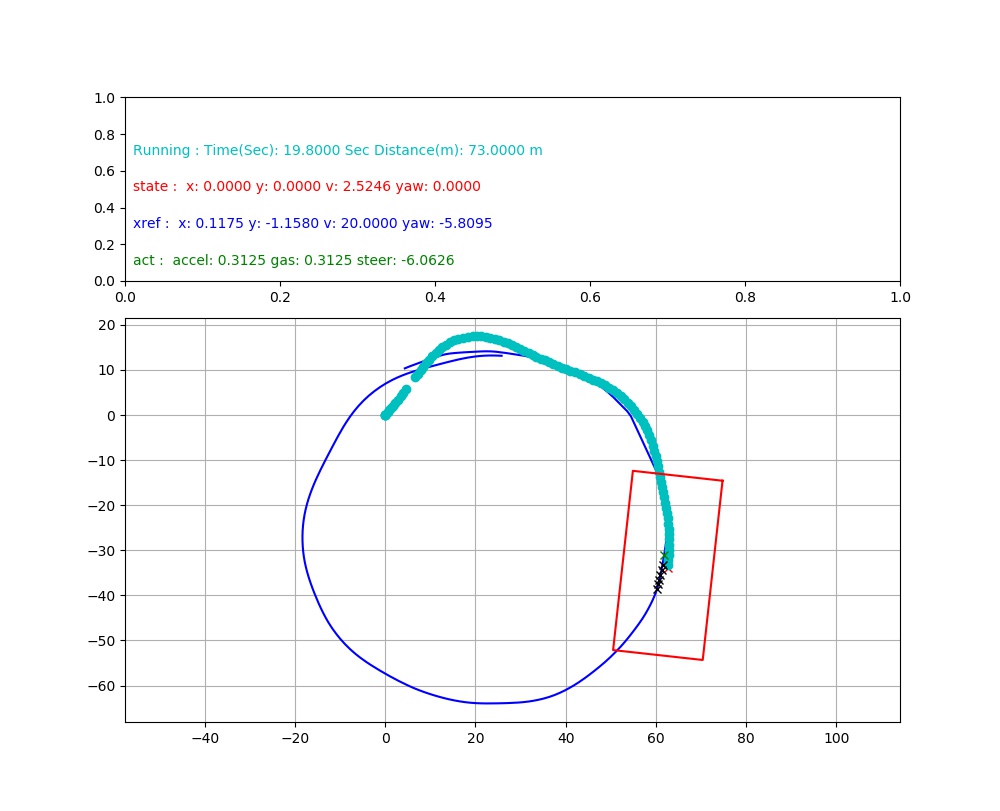 1.0
0.8
Running : Time(Sec): 19.8000 Sec Distance(m): 73.0000 m
0.6
state :  x: 0.0000 y: 0.0000 v: 2.5246 yaw: 0.0000
0.4
xref :  x: 0.1175 y: -1.1580 v: 20.0000 yaw: -5.8095
0.2
act :  accel: 0.3125 gas: 0.3125 steer: -6.0626
0.0
0.0 0.2 0.4 0.6 0.8 1.0
20
10
0
−10
−20
−30
−40
−50
−60
−40 −20 0 20 40 60 80 100